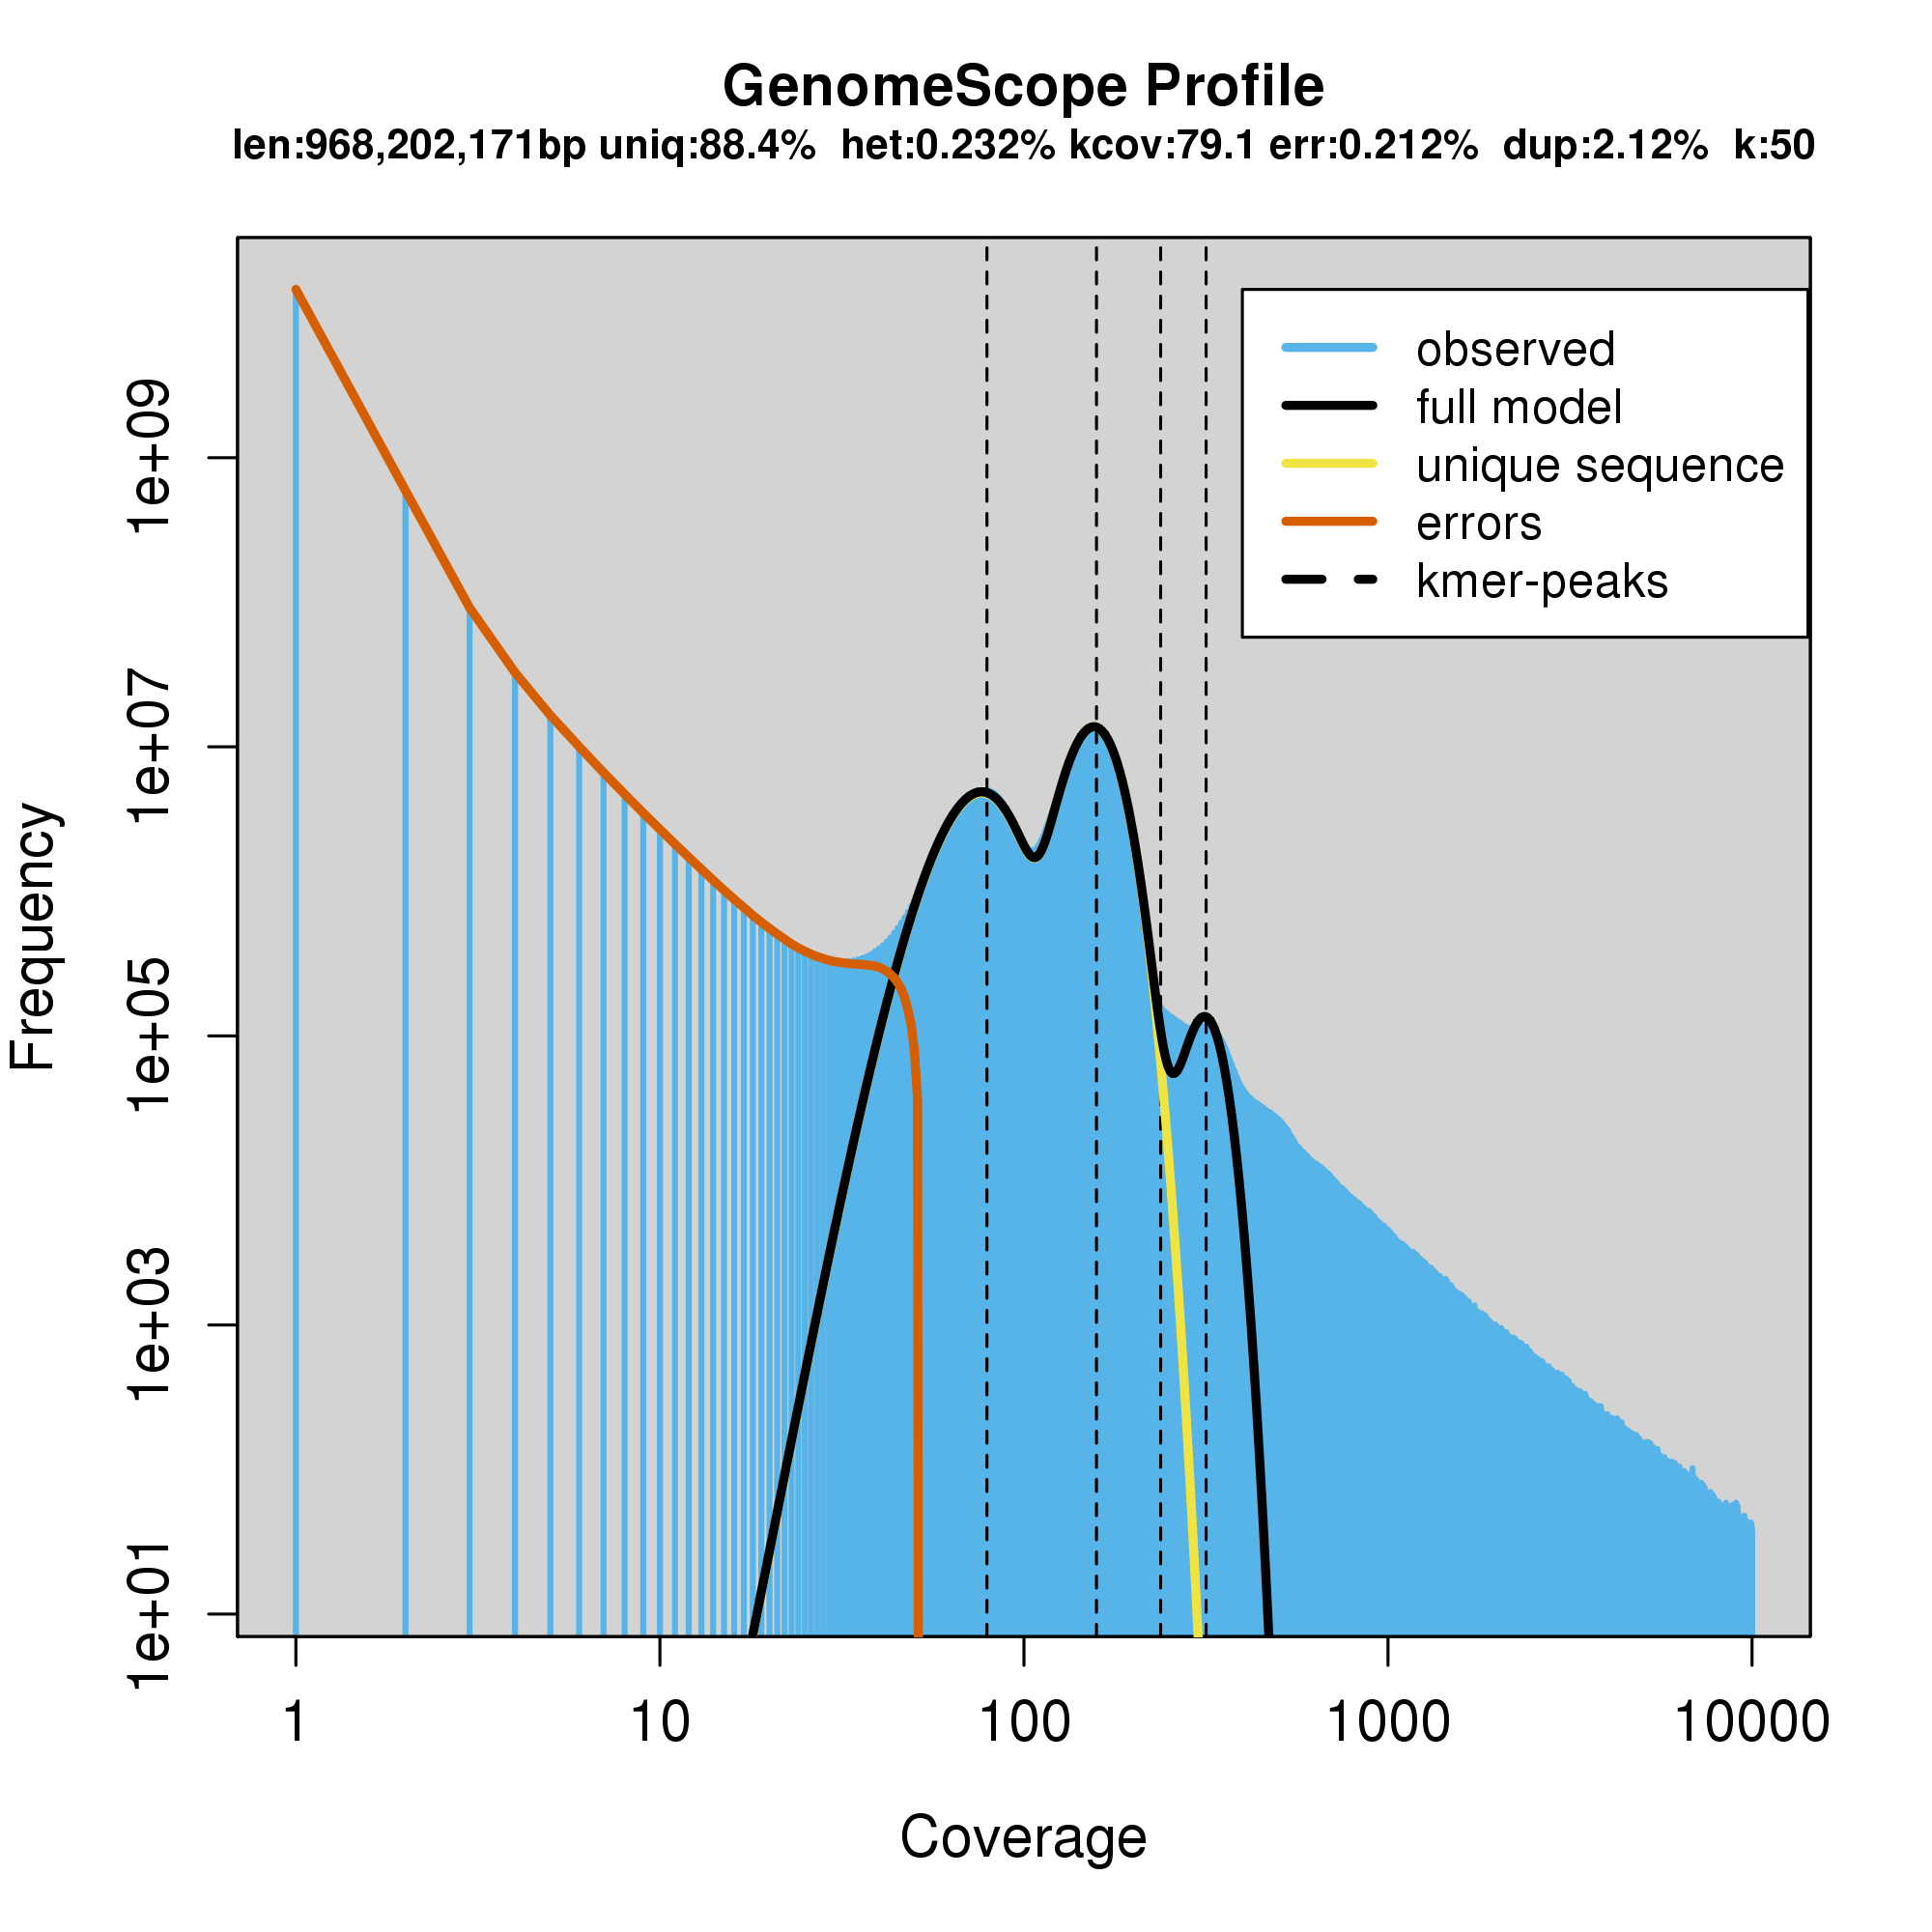 GenomeScope Profile
len:968,202,171bp uniq:88.4% het:0.232% kcov:79.1 err:0.212% dup:2.12% k:50
observed
full model
unique sequence
errors
kmer-peaks
Frequency
1e+09
1e+07
1e+05
1e+03
1e+01
1 10 100 1000 10000
Coverage